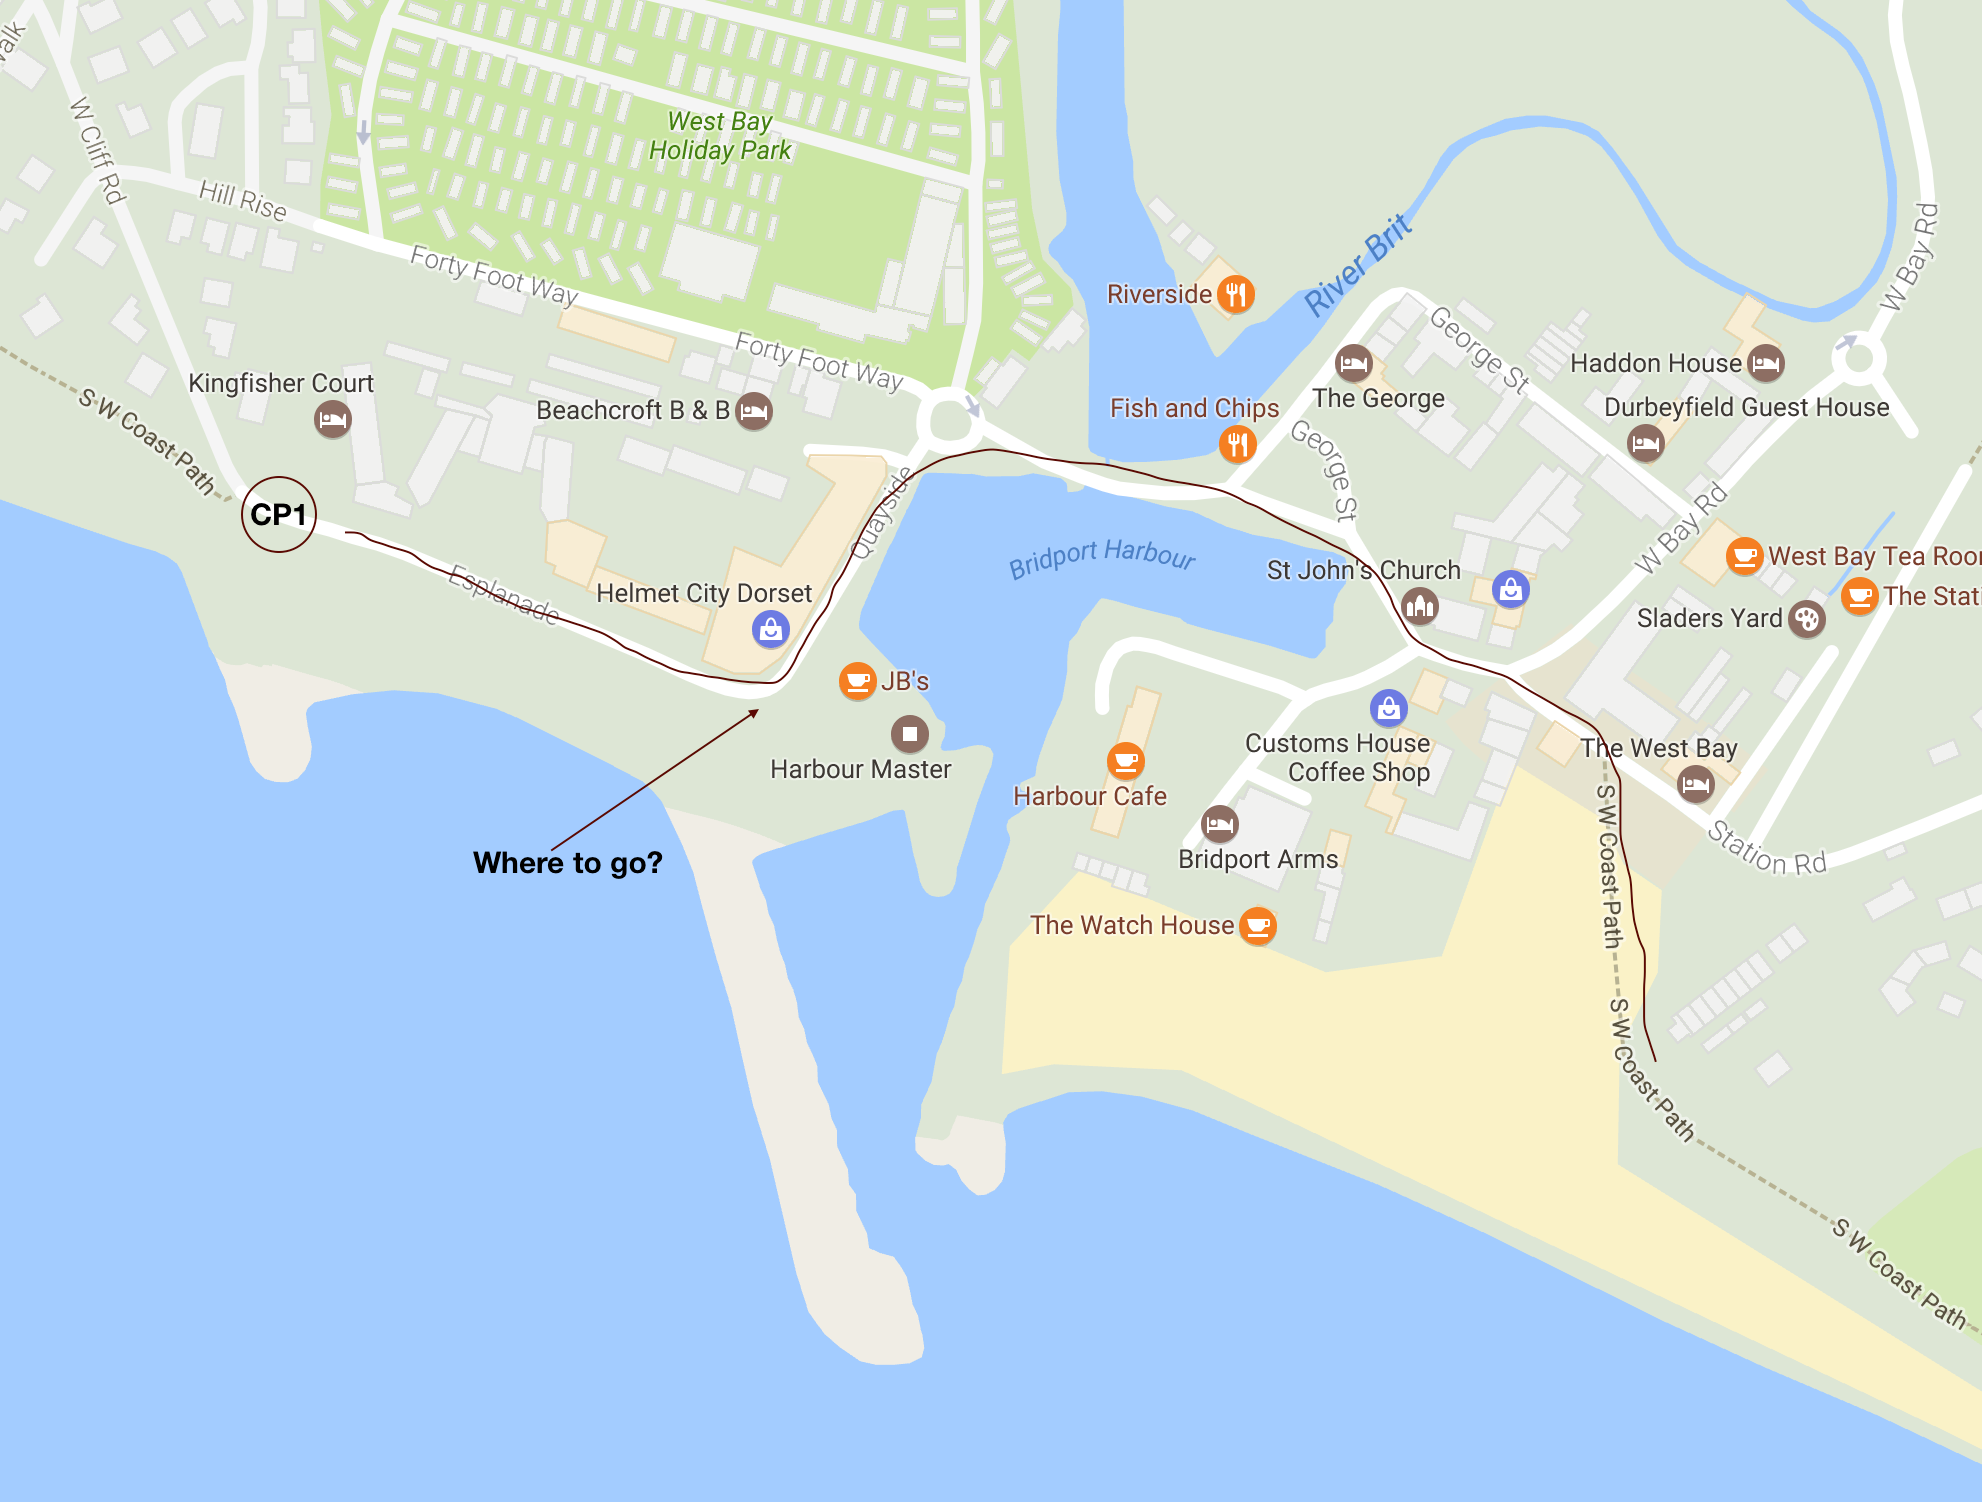 W Cliff Rd
Hill Rise
West Bay
Holiday Park
Forty Foot Way
Forty Foot Way
River Brit
W Bay Rd
Riverside
George St
The George
Haddon House
Durbeyfield Guest House
Kingfisher Court
S W Coast Path
Beachcroft B & B
Fish and Chips
George St
CP1
Esplanade
Quayside
Bridport Harbour
W Bay Rd
West Bay Tea Roo
Helmet City Dorset
St John's Church
The Stati
Sladers Yard
JB's
Harbour Master
Customs House
Coffee Shop
The West Bay
Harbour Cafe
Where to go?
Bridport Arms
Station Rd
S W Coast Path
The Watch House
S W Coast Path
S W Coast Path